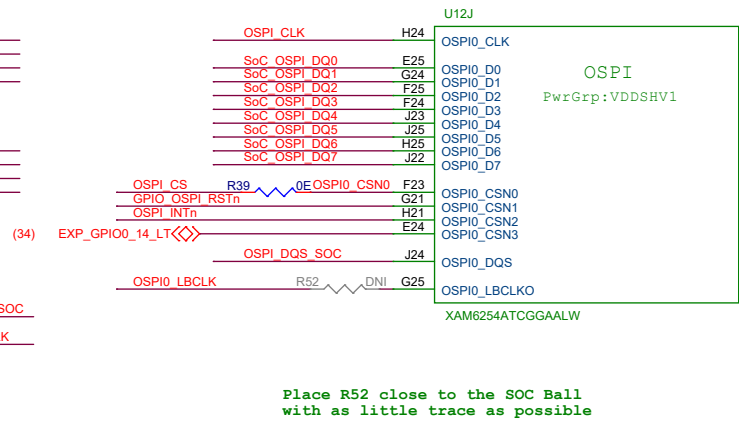 U12J
OSPI_CLK H24 OSPI0_CLK
SoC_OSPI_DQ0 E25 OSPI0_D0
SoC_OSPI_DQ1 G24 OSPI0_D1
SoC_OSPI_DQ2 F25 OSPI0_D2
SoC_OSPI_DQ3 F24 OSPI0_D3
SoC_OSPI_DQ4 J23 OSPI0_D4
SoC_OSPI_DQ5 J25 OSPI0_D5
SoC_OSPI_DQ6 H25 OSPI0_D6
SoC_OSPI_DQ7 J22 OSPI0_D7
OSPI
PwrGrp:VDDSHV1
OSPI_CS R39 0E OSPI0_CSN0 F23 OSPI0_CSN0
GPIO_OSPI_RSTn G21 OSPI0_CSN1
OSPI_INTn H21 OSPI0_CSN2
(34) EXP_GPIO0_14_LT E24 OSPI0_CSN3
OSPI_DQS_SOC J24 OSPI0_DQS
OSPI0_LBCLK R52 DNI G25 OSPI0_LBCLKO
SOC
XAM6254ATCGGAALW
K
Place R52 close to the SOC Ball
with as little trace as possible